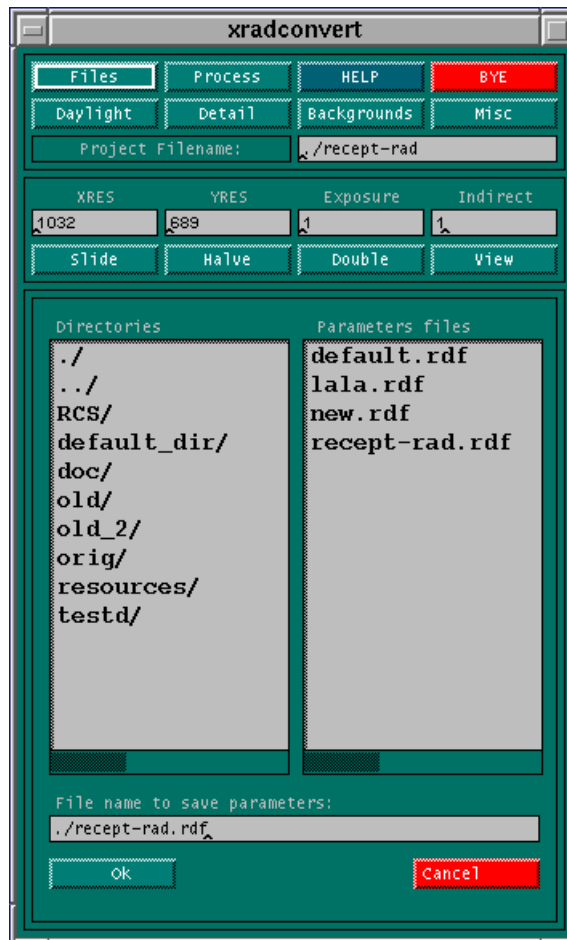 xradconvert
Files Process HELP BYE
Daylight Detail Backgrounds Misc
Project Filename: ./recept-rad
XRES YRES Exposure Indirect
1032 689 1 1
Slide Halve Double View
Directories Parameters files
./ default.rdf
../ lala.rdf
RCS/ new.rdf
default_dir/ recept-rad.rdf
doc/
old/
old_2/
orig/
resources/
testd/
File name to save parameters:
./recept-rad.rdf
Ok Cancel